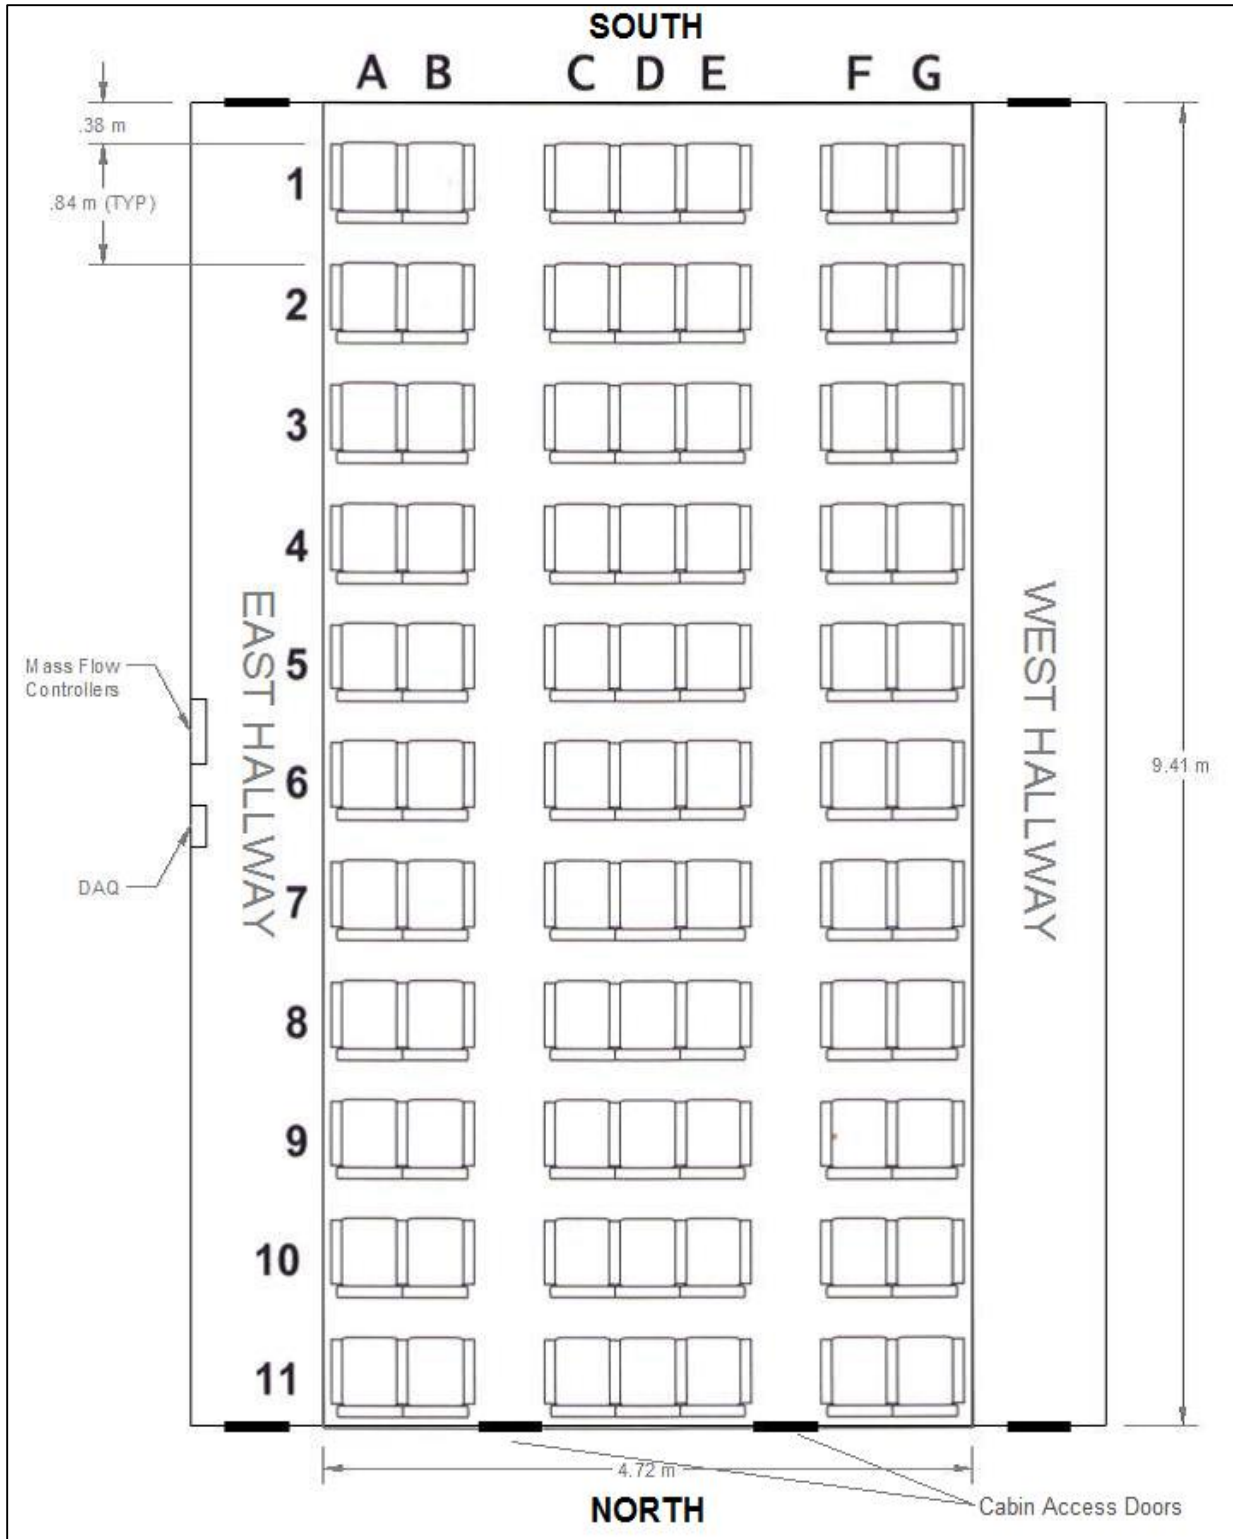 SOUTH
A B C D E F G
.38 m
1
.84 m (TYP)
2
3
4
5
EAST HALLWAY
WEST HALLWAY
Mass Flow
Controllers
6
9.41 m
DAQ
7
8
9
10
11
4.72 m
NORTH
Cabin Access Doors